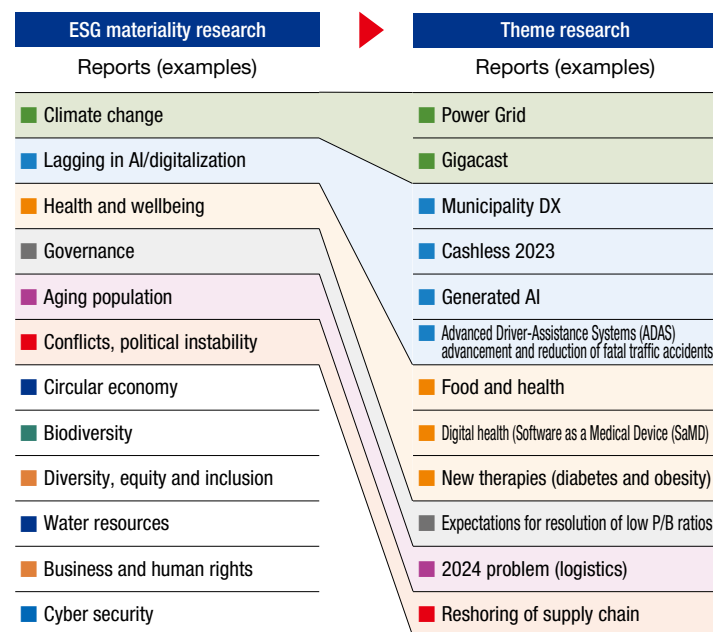 ESG materiality research
Reports (examples)
Climate change
Lagging in AI/digitalization
Health and wellbeing
Governance
Aging population
Conflicts, political instability
Circular economy
Biodiversity
Diversity, equity and inclusion
Water resources
Business and human rights
Cyber security
Theme research
Reports (examples)
Power Grid
Gigacast
Municipality DX
Cashless 2023
Generated AI
Advanced Driver-Assistance Systems (ADAS)
advancement and reduction of fatal traffic accidents
Food and health
Digital health (Software as a Medical Device (SaMD)
New therapies (diabetes and obesity)
Expectations for resolution of low P/B ratios
2024 problem (logistics)
Reshoring of supply chain